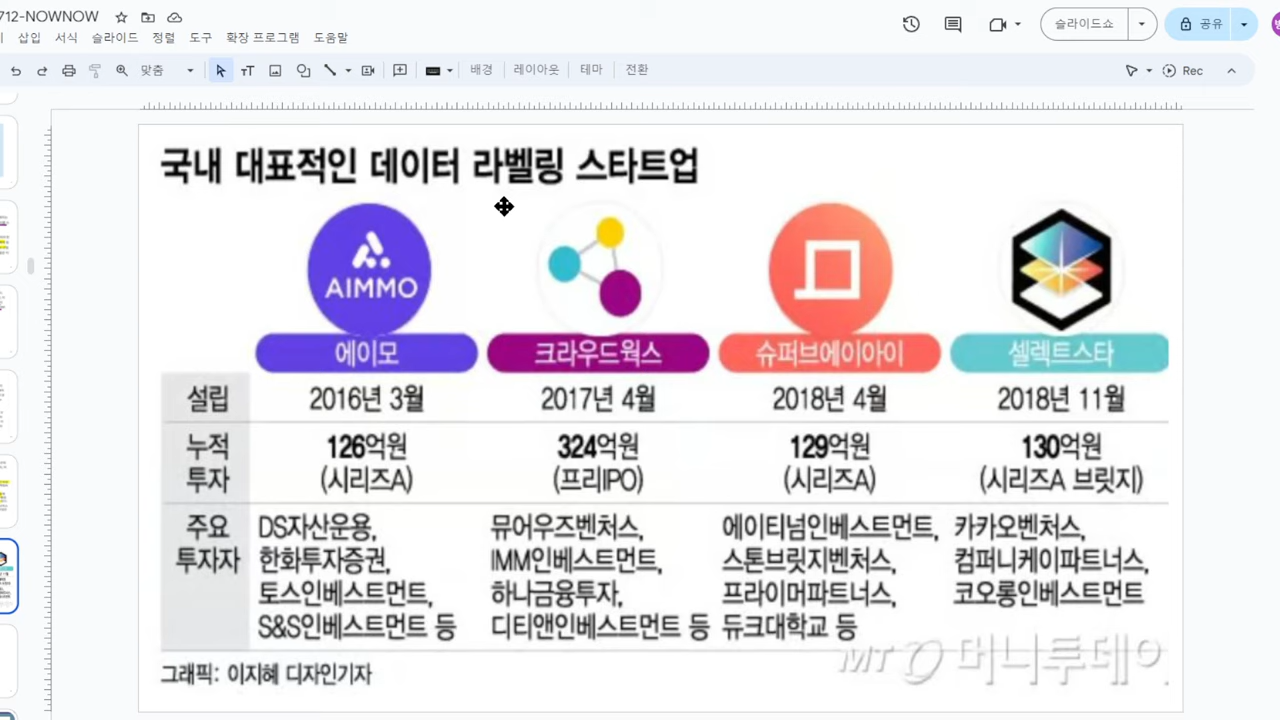 712-NOWNOW
삽입 서식 슬라이드 정렬 도구 확장 프로그램 도움말
슬라이드쇼
공유
맞춤
배경 레이아웃 테마 전환
Rec
국내 대표적인 데이터 라벨링 스타트업
AIMMO
에이모 크라우드웍스 슈퍼브에이아이 셀렉트스타
설립 2016년 3월 2017년 4월 2018년 4월 2018년 11월
누적 126억원 324억원 129억원 130억원
투자 (시리즈A) (프리IPO) (시리즈A) (시리즈A 브릿지)
주요 DS자산운용, 뮤어우즈벤처스, 에이티넘인베스트먼트, 카카오벤처스,
투자자 한화투자증권, IMM인베스트먼트, 스톤브릿지벤처스, 컴퍼니케이파트너스,
토스인베스트먼트, 하나금융투자, 프라이머파트너스, 코오롱인베스트먼트
S&S인베스트먼트 등 디티앤인베스트먼트 등 듀크대학교 등
그래픽: 이지혜 디자인기자
MT 머니투데이